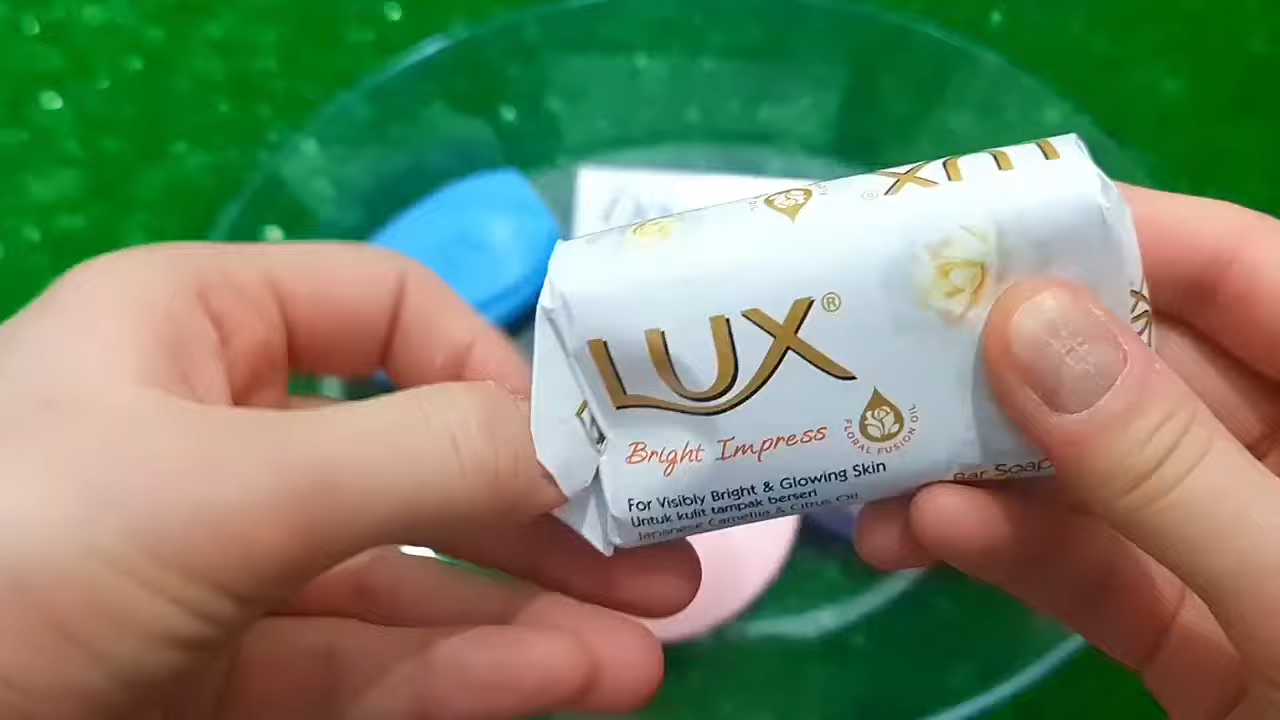 LUX
®
LUX®
Bright Impress
FLORAL FUSION OIL
For Visibly Bright & Glowing Skin
Untuk kulit tampak berseri
Japanese Camellia & Citrus Oil
Bar Soap